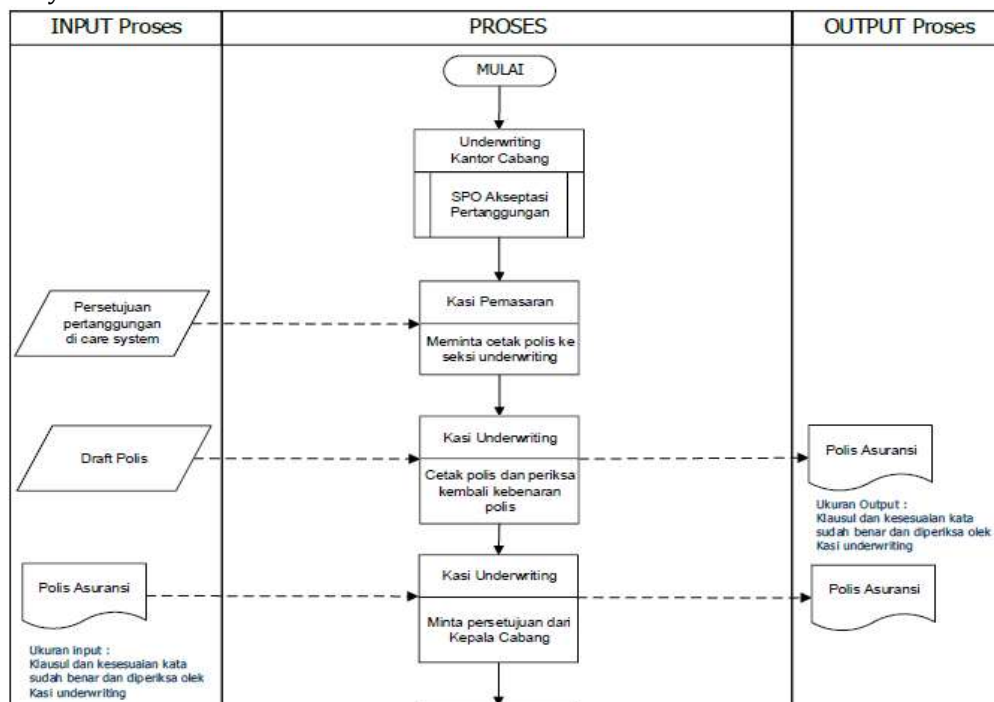 INPUT Proses
PROSES
OUTPUT Proses
MULAI
Underwriting
Kantor Cabang
SPO Akseptasi
Pertanggungan
Persetujuan
pertanggungan
di care system
Kasi Pemasaran
Meminta cetak polis ke
seksi underwriting
Draft Polis
Kasi Underwriting
Cetak polis dan periksa
kembali kebenaran
polis
Polis Asuransi
Ukuran Output :
Klausul dan kesesuaian kata
sudah benar dan diperiksa olek
Kasi underwriting
Polis Asuransi
Ukuran input :
Klausul dan kesesuaian kata
sudah benar dan diperiksa olek
Kasi underwriting
Kasi Underwriting
Minta persetujuan dari
Kepala Cabang
Polis Asuransi